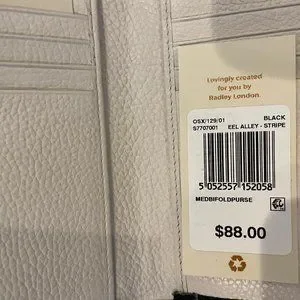 Lovingly created
for you by
Radley London.
OSX/129/01 BLACK
S7707001 EEL ALLEY - STRIPE
5 052557 152058
MEDBIFOLDPURSE
$88.00